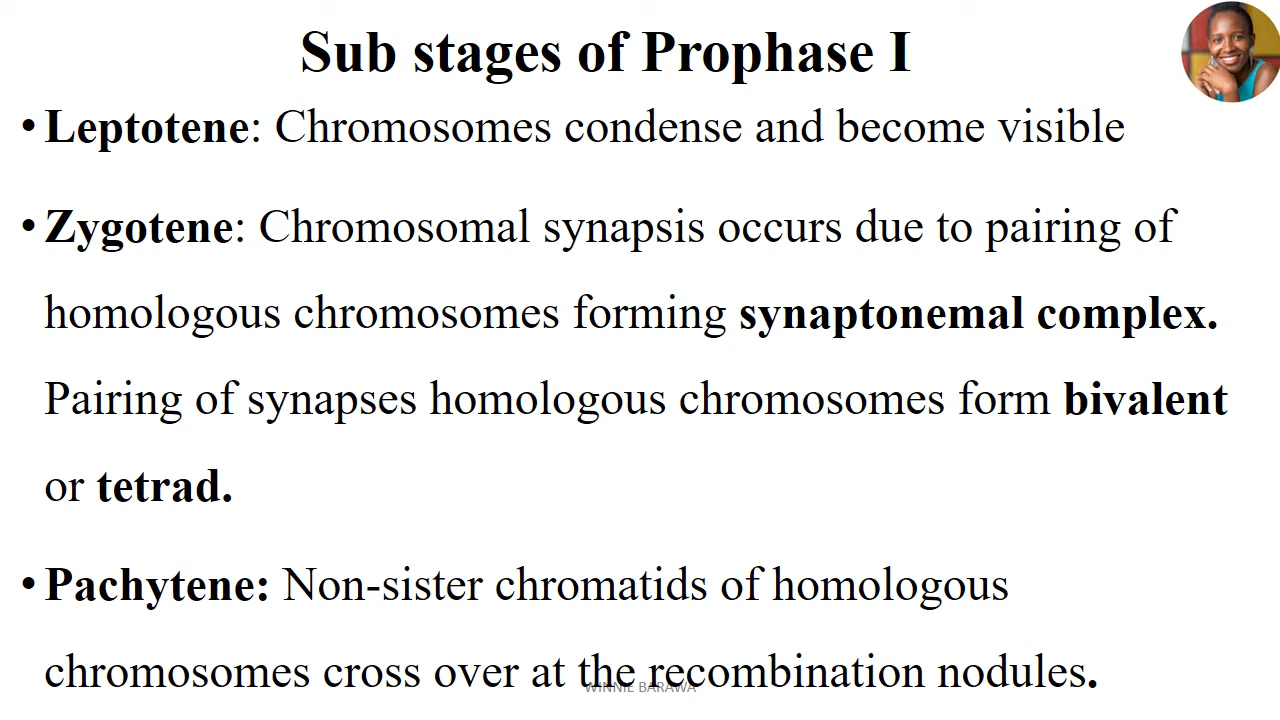 Sub stages of Prophase I
• Leptotene: Chromosomes condense and become visible
• Zygotene: Chromosomal synapsis occurs due to pairing of
homologous chromosomes forming synaptonemal complex.
Pairing of synapses homologous chromosomes form bivalent
or tetrad.
• Pachytene: Non-sister chromatids of homologous
chromosomes cross over at the recombination nodules.
WINNIE BARAWA